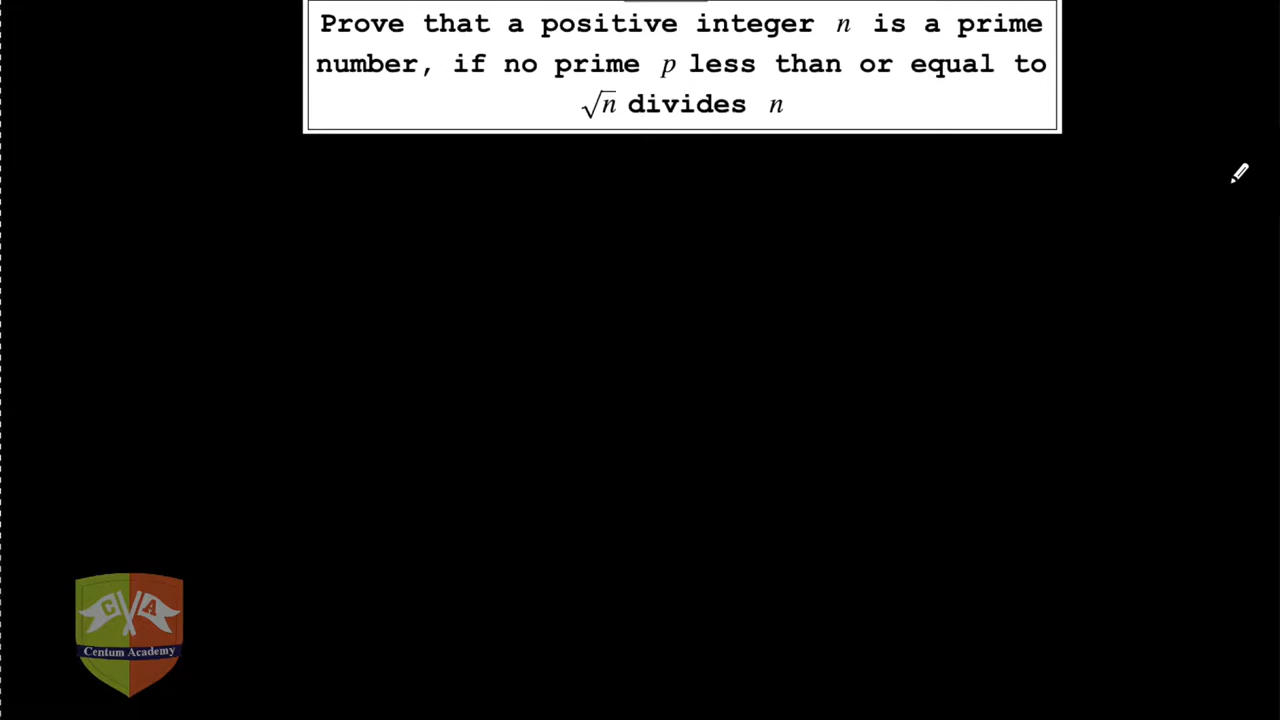 Prove that a positive integer n is a prime
number, if no prime p less than or equal to
√n divides n
C A
Centum Academy